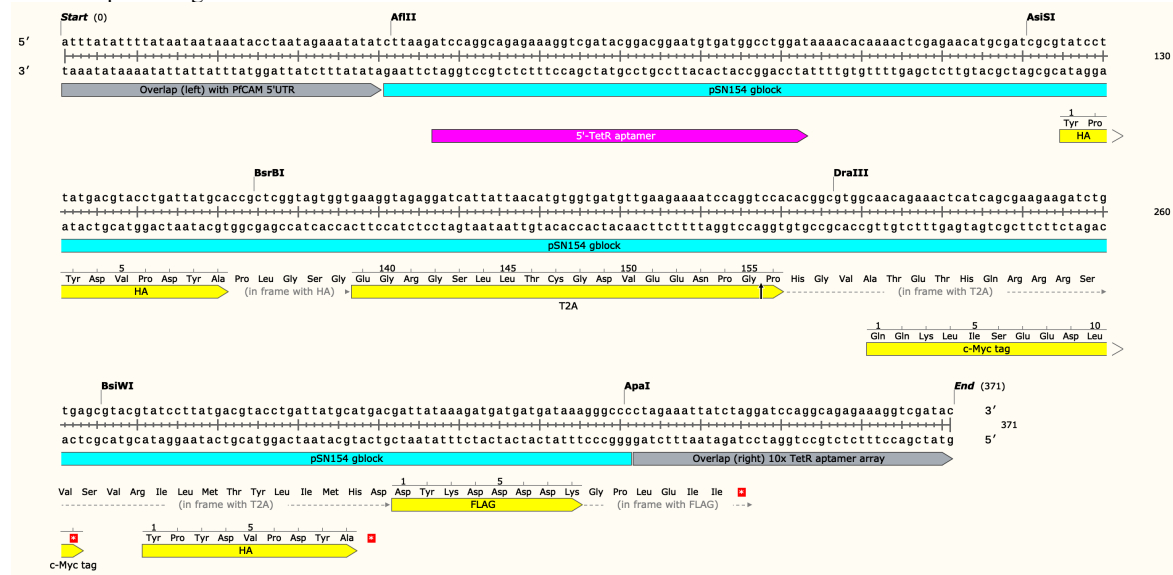 Start (0) AflII AsiSI
5′ atttatattttataataataaatacctaatagaaatatatcttaagatccaggcagagaaaggtcgatacggacggaatgtgatggcctggataaaacacaaaactcgagaacatgcgatcgcgtatcct
130
3′ taaatataaaatattattatttatggattatctttatatagaattctaggtccgtctctttccagctatgcctgccttacactaccggacctattttgtgttttgagctcttgtacgctagcgcatagga
Overlap (left) with PfCAM 5'UTR pSN154 gblock
1
Tyr Pro
5'-TetR aptamer HA
BsrBI DraIII
tatgacgtacctgattatgcaccgctcggtagtggtgaaggtagaggatcattattaacatgtggtgatgttgaagaaaatccaggtccacacggcgtggcaacagaaactcatcagcgaagaagatctg
260
atactgcatggactaatacgtggcgagccatcaccacttccatctcctagtaataattgtacaccactacaacttcttttaggtccaggtgtgccgcaccgttgtctttgagtagtcgcttcttctagac
pSN154 gblock
5 140 145 150 155
Tyr Asp Val Pro Asp Tyr Ala Pro Leu Gly Ser Gly Glu Gly Arg Gly Ser Leu Leu Thr Cys Gly Asp Val Glu Glu Asn Pro Gly Pro His Gly Val Ala Thr Glu Thr His Gln Arg Arg Arg Ser
HA (in frame with HA) (in frame with T2A)
T2A
1 5 10
Gln Gln Lys Leu Ile Ser Glu Glu Asp Leu
c-Myc tag
BsiWI ApaI End (371)
tgagcgtacgtatccttatgacgtacctgattatgcatgacgattataaagatgatgatgataaagggcccctagaaattatctaggatccaggcagagaaaggtcgatac 3′
371
actcgcatgcataggaatactgcatggactaatacgtactgctaatatttctactactactatttcccggggatctttaatagatcctaggtccgtctctttccagctatg 5′
pSN154 gblock Overlap (right) 10x TetR aptamer array
1 5
Val Ser Val Arg Ile Leu Met Thr Tyr Leu Ile Met His Asp Asp Tyr Lys Asp Asp Asp Asp Lys Gly Pro Leu Glu Ile Ile *
(in frame with T2A) FLAG (in frame with FLAG)
1 5
* Tyr Pro Tyr Asp Val Pro Asp Tyr Ala *
HA
c-Myc tag